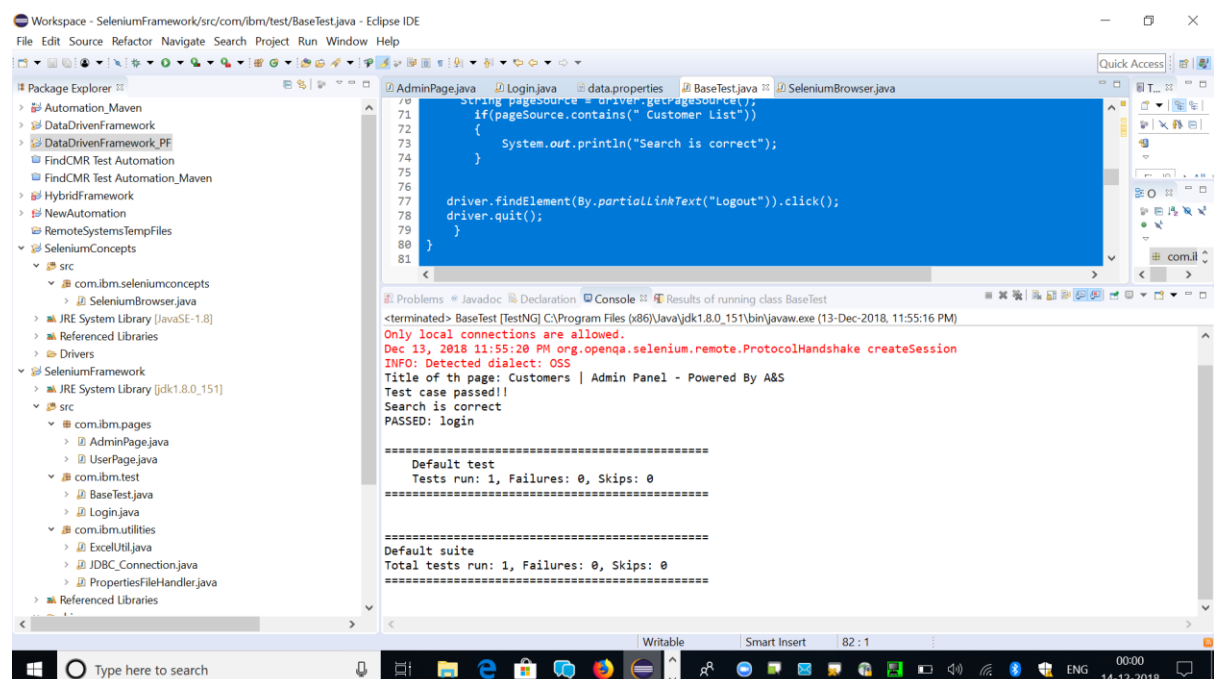 Workspace - SeleniumFramework/src/com/ibm/test/BaseTest.java - Eclipse IDE
File Edit Source Refactor Navigate Search Project Run Window Help
Quick Access
Package Explorer
Automation_Maven
DataDrivenFramework
DataDrivenFramework_PF
FindCMR Test Automation
FindCMR Test Automation_Maven
HybridFramework
NewAutomation
RemoteSystemsTempFiles
SeleniumConcepts
src
com.ibm.seleniumconcepts
SeleniumBrowser.java
JRE System Library [JavaSE-1.8]
Referenced Libraries
Drivers
SeleniumFramework
JRE System Library [jdk1.8.0_151]
src
com.ibm.pages
AdminPage.java
UserPage.java
com.ibm.test
BaseTest.java
Login.java
com.ibm.utilities
ExcelUtil.java
JDBC_Connection.java
PropertiesFileHandler.java
Referenced Libraries
AdminPage.java Login.java data.properties BaseTest.java SeleniumBrowser.java
70 String pageSource = driver.getPageSource();
71 if(pageSource.contains(" Customer List"))
72 {
73 System.out.println("Search is correct");
74 }
75
76
77 driver.findElement(By.partialLinkText("Logout")).click();
78 driver.quit();
79 }
80 }
81
T...
O
com.il
Problems Javadoc Declaration Console Results of running class BaseTest
<terminated> BaseTest [TestNG] C:\Program Files (x86)\Java\jdk1.8.0_151\bin\javaw.exe (13-Dec-2018, 11:55:16 PM)
Only local connections are allowed.
Dec 13, 2018 11:55:20 PM org.openqa.selenium.remote.ProtocolHandshake createSession
INFO: Detected dialect: OSS
Title of th page: Customers | Admin Panel - Powered By A&S
Test case passed!!
Search is correct
PASSED: login
===============================================
Default test
Tests run: 1, Failures: 0, Skips: 0
===============================================
===============================================
Default suite
Total tests run: 1, Failures: 0, Skips: 0
===============================================
Writable Smart Insert 82 : 1
Type here to search
ENG
00:00
14-12-2018